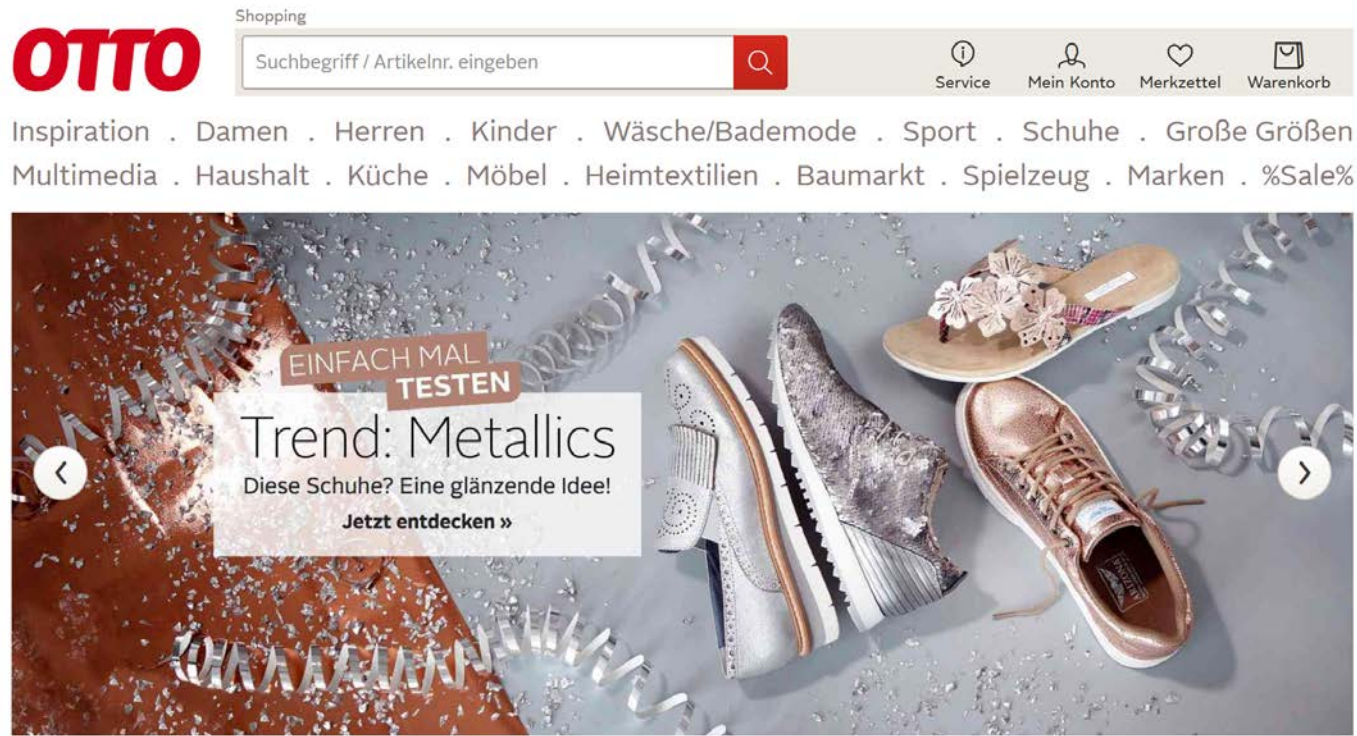 Shopping
OTTO
Suchbegriff / Artikelnr. eingeben
Service Mein Konto Merkzettel Warenkorb
Inspiration . Damen . Herren . Kinder . Wäsche/Bademode . Sport . Schuhe . Große Größen
Multimedia . Haushalt . Küche . Möbel . Heimtextilien . Baumarkt . Spielzeug . Marken . %Sale%
EINFACH MAL
TESTEN
Trend: Metallics
Diese Schuhe? Eine glänzende Idee!
Jetzt entdecken »
ARIZONA